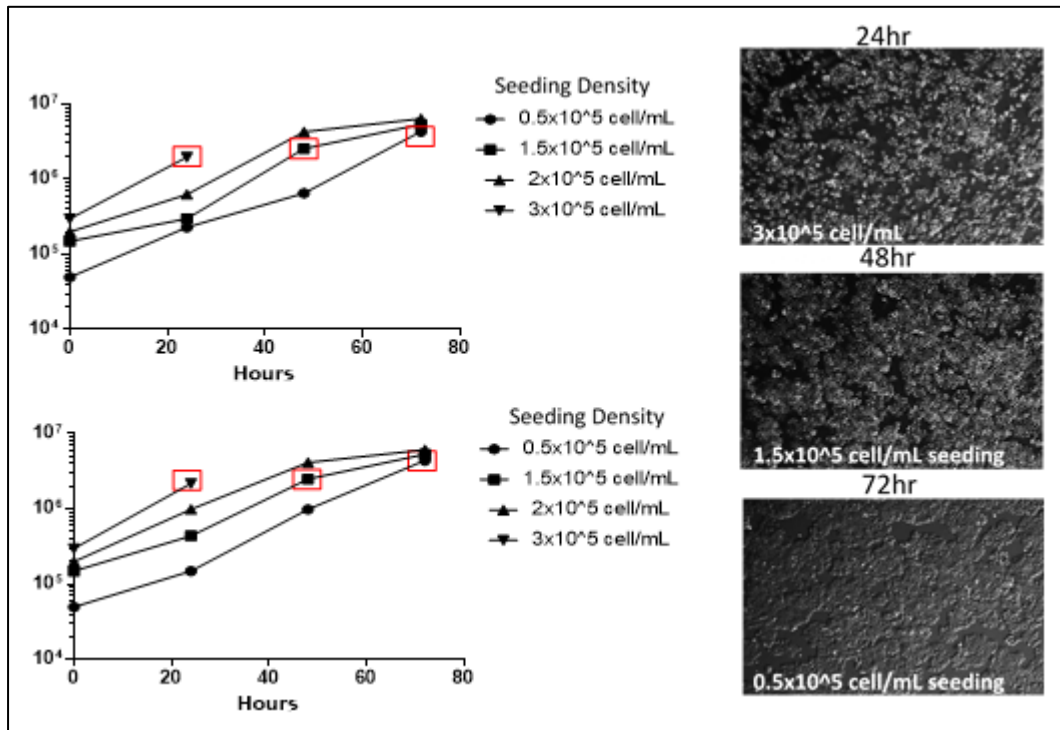 Seeding Density
10^7
10^6
10^5
10^4
0.5x10^5 cell/mL
1.5x10^5 cell/mL
2x10^5 cell/mL
3x10^5 cell/mL
0 20 40 60 80
Hours
Seeding Density
10^7
10^6
10^5
10^4
0.5x10^5 cell/mL
1.5x10^5 cell/mL
2x10^5 cell/mL
3x10^5 cell/mL
0 20 40 60 80
Hours
24hr
3x10^5 cell/mL
48hr
1.5x10^5 cell/mL seeding
72hr
0.5x10^5 cell/mL seeding